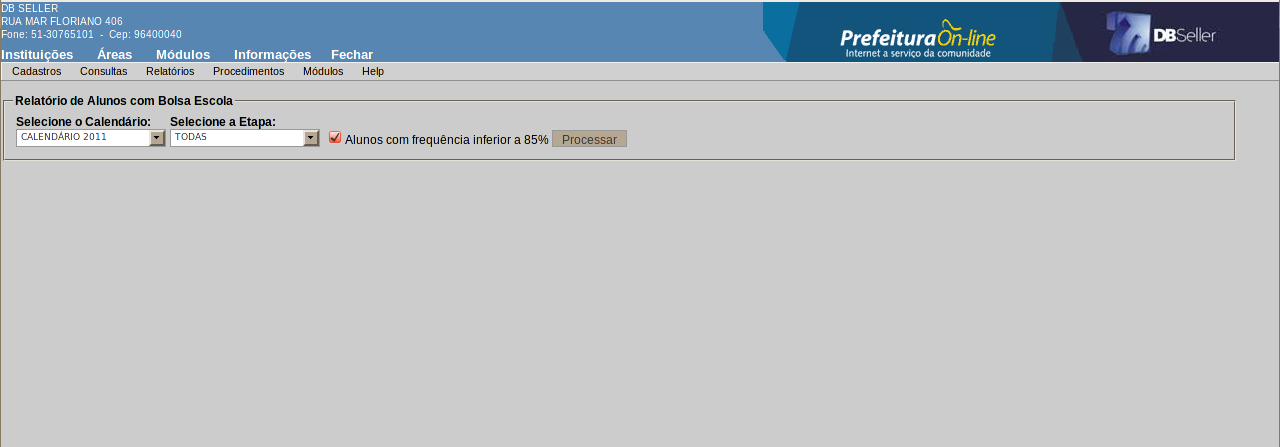 DB SELLER
RUA MAR FLORIANO 406
Fone: 51-30765101 - Cep: 96400040
Instituições Áreas Módulos Informações Fechar
Prefeitura On-line
Internet a serviço da comunidade
DBSeller
Cadastros Consultas Relatórios Procedimentos Módulos Help
Relatório de Alunos com Bolsa Escola
Selecione o Calendário: Selecione a Etapa:
CALENDÁRIO 2011 TODAS Alunos com frequência inferior a 85% Processar